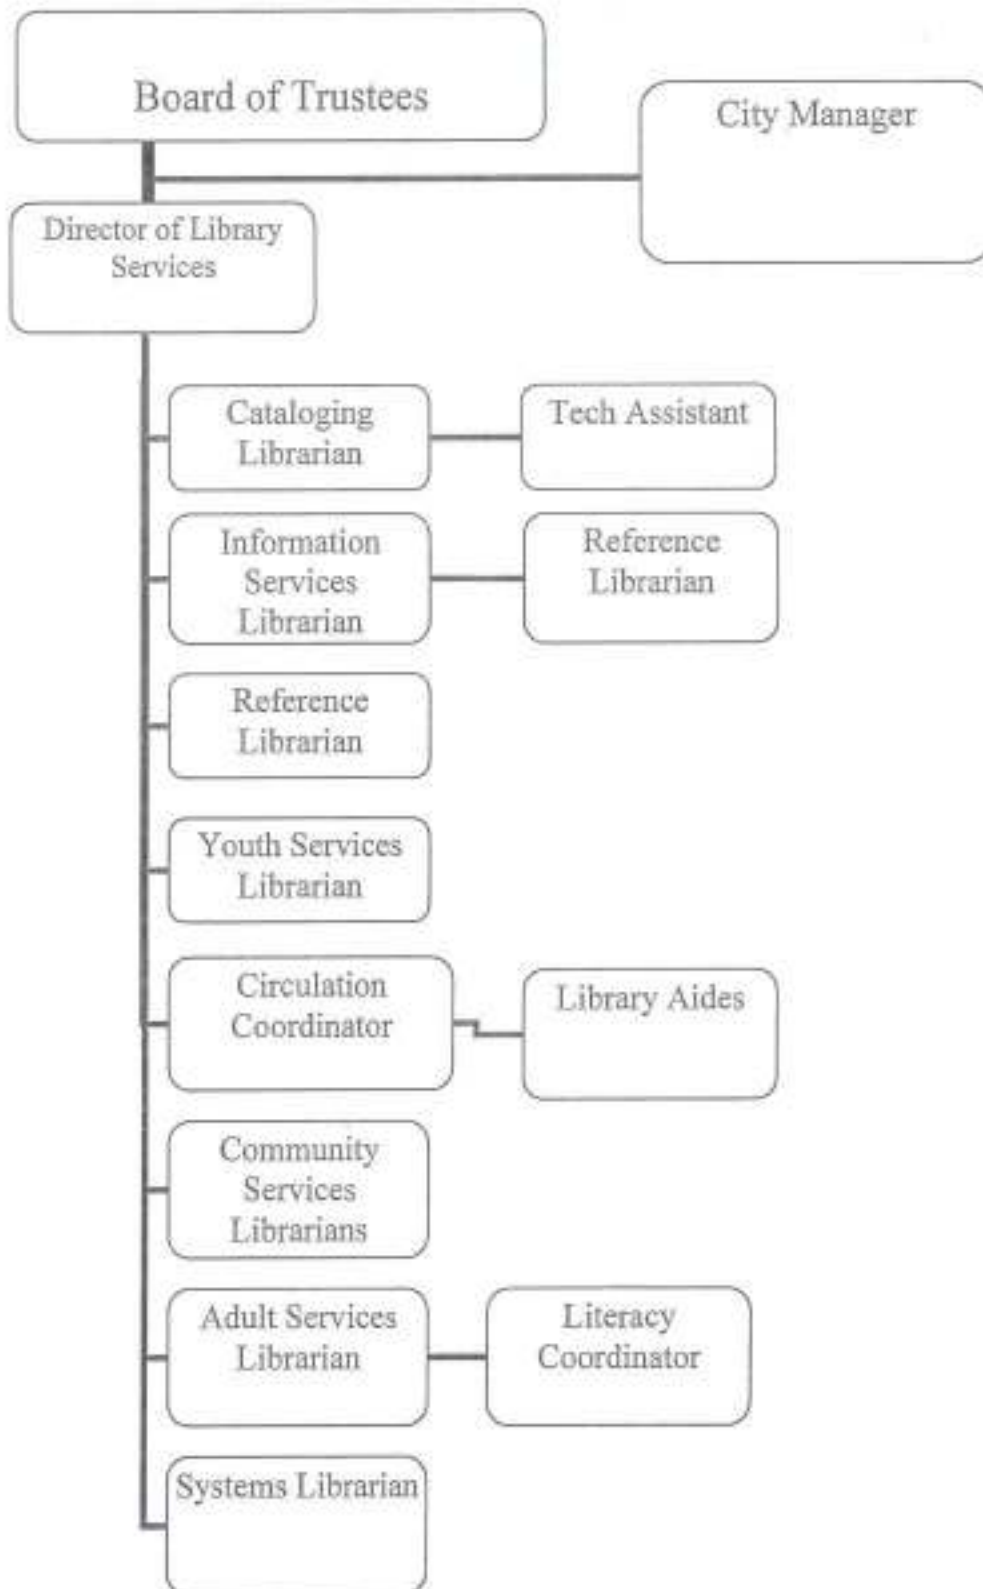 Board of Trustees
City Manager
Director of Library
Services
Cataloging
Librarian
Tech Assistant
Information
Services
Librarian
Reference
Librarian
Reference
Librarian
Youth Services
Librarian
Circulation
Coordinator
Library Aides
Community
Services
Librarians
Adult Services
Librarian
Literacy
Coordinator
Systems Librarian